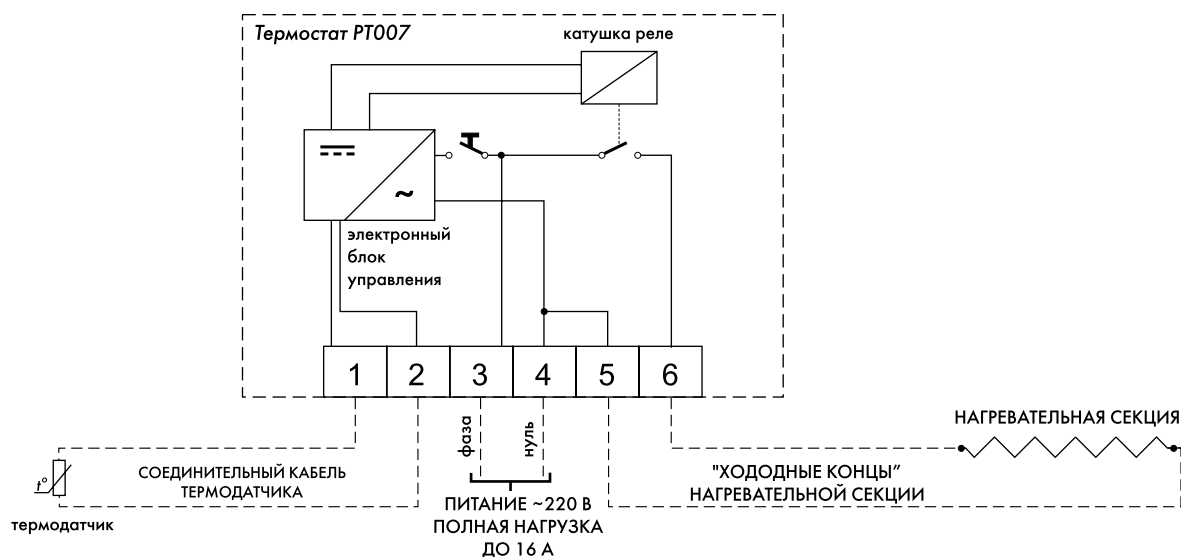 Термостат РТ007
катушка реле
электронный
блок
управления
1 2 3 4 5 6
фаза
нуль
НАГРЕВАТЕЛЬНАЯ СЕКЦИЯ
СОЕДИНИТЕЛЬНЫЙ КАБЕЛЬ
ТЕРМОДАТЧИКА
"ХОДОДНЫЕ КОНЦЫ”
НАГРЕВАТЕЛЬНОЙ СЕКЦИИ
t°
термодатчик
ПИТАНИЕ ~220 В
ПОЛНАЯ НАГРУЗКА
ДО 16 А